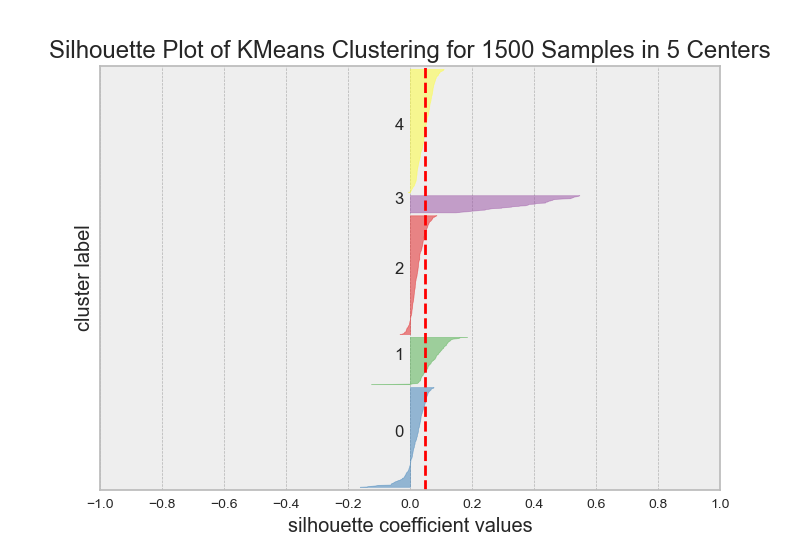 Silhouette Plot of KMeans Clustering for 1500 Samples in 5 Centers
4
3
2
1
0
cluster label
−1.0 −0.8 −0.6 −0.4 −0.2 0.0 0.2 0.4 0.6 0.8 1.0
silhouette coefficient values